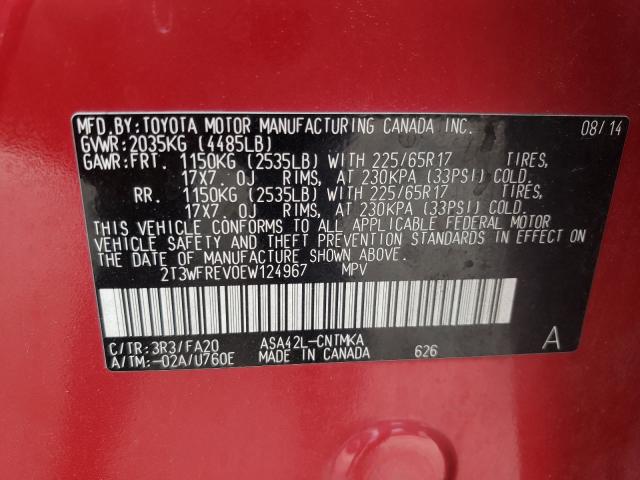 MFD.BY:TOYOTA MOTOR MANUFACTURING CANADA INC. 08/14
GVWR:2035KG (4485LB)
GAWR:FRT. 1150KG (2535LB) WITH 225/65R17 TIRES,
17X7.0J RIMS, AT 230KPA (33PSI) COLD.
RR. 1150KG (2535LB) WITH 225/65R17 TIRES,
17X7.0J RIMS, AT 230KPA (33PSI) COLD.
THIS VEHICLE CONFORMS TO ALL APPLICABLE FEDERAL MOTOR
VEHICLE SAFETY AND THEFT PREVENTION STANDARDS IN EFFECT ON
THE DATE OF MANUFACTURE SHOWN ABOVE.
2T3WFREV0EW124967 MPV
C/TR:3R3/FA20 ASA42L-CNTMKA 626 A
A/TM:-02A/U760E MADE IN CANADA